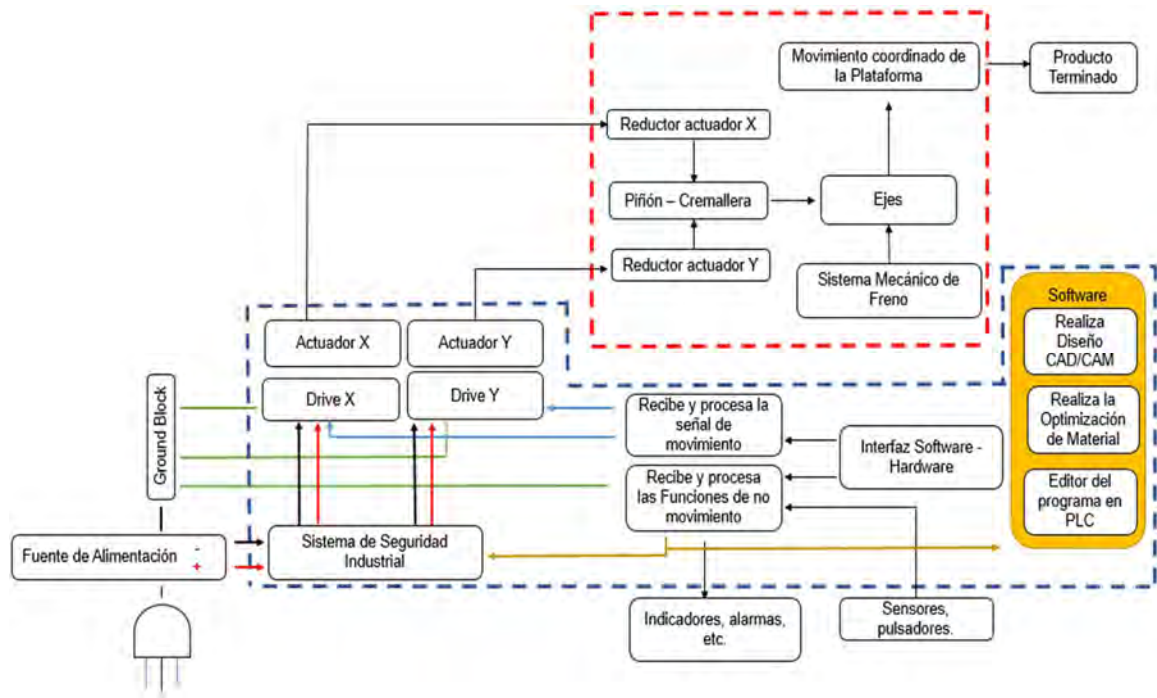 Movimiento coordinado de
la Plataforma
Producto
Terminado
Reductor actuador X
Piñón – Cremallera
Ejes
Reductor actuador Y
Sistema Mecánico de
Freno
Software
Realiza
Diseño
CAD/CAM
Realiza la
Optimización
de Material
Editor del
programa en
PLC
Actuador X
Actuador Y
Drive X
Drive Y
Ground Block
Recibe y procesa la
señal de
movimiento
Interfaz Software -
Hardware
Recibe y procesa
las Funciones de no
movimiento
Fuente de Alimentación
-
+
Sistema de Seguridad
Industrial
Indicadores, alarmas,
etc.
Sensores,
pulsadores.